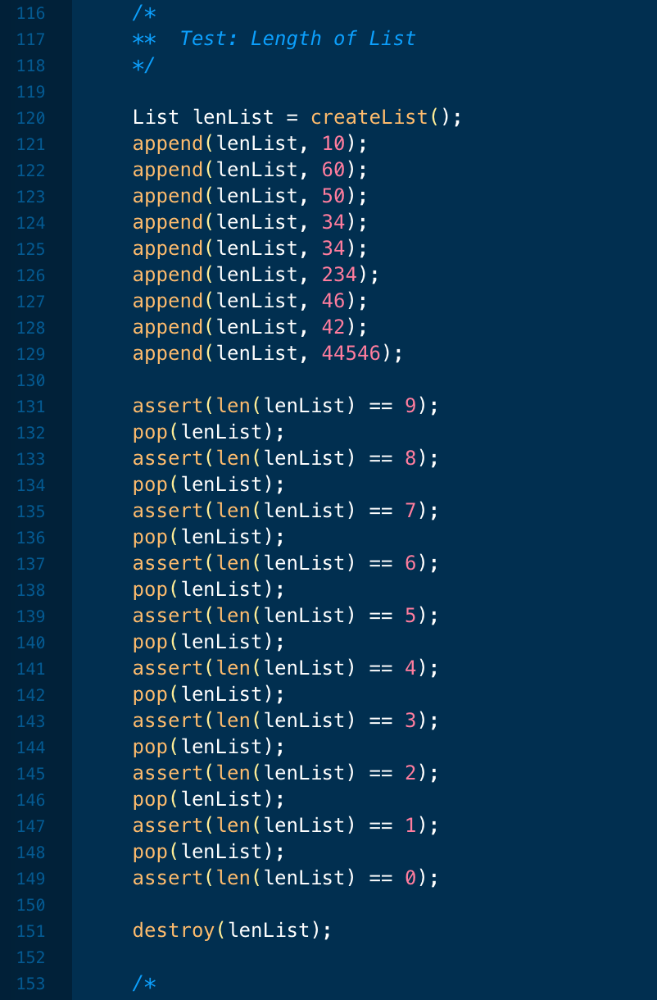 116 /*
117 ** Test: Length of List
118 */
119
120 List lenList = createList();
121 append(lenList, 10);
122 append(lenList, 60);
123 append(lenList, 50);
124 append(lenList, 34);
125 append(lenList, 34);
126 append(lenList, 234);
127 append(lenList, 46);
128 append(lenList, 42);
129 append(lenList, 44546);
130
131 assert(len(lenList) == 9);
132 pop(lenList);
133 assert(len(lenList) == 8);
134 pop(lenList);
135 assert(len(lenList) == 7);
136 pop(lenList);
137 assert(len(lenList) == 6);
138 pop(lenList);
139 assert(len(lenList) == 5);
140 pop(lenList);
141 assert(len(lenList) == 4);
142 pop(lenList);
143 assert(len(lenList) == 3);
144 pop(lenList);
145 assert(len(lenList) == 2);
146 pop(lenList);
147 assert(len(lenList) == 1);
148 pop(lenList);
149 assert(len(lenList) == 0);
150
151 destroy(lenList);
152
153 /*